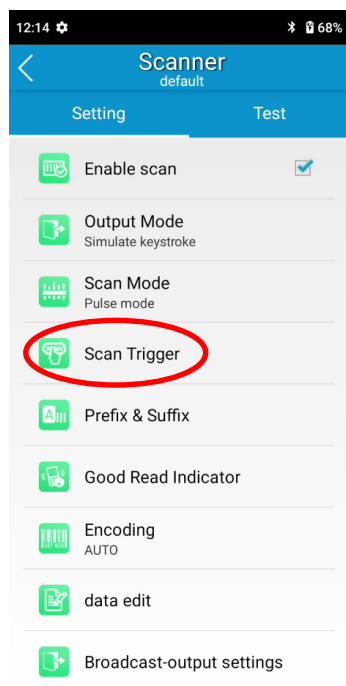 12:14 68%
Scanner
default
Setting Test
Enable scan
Output Mode
Simulate keystroke
Scan Mode
Pulse mode
Scan Trigger
Prefix & Suffix
Good Read Indicator
Encoding
AUTO
data edit
Broadcast-output settings